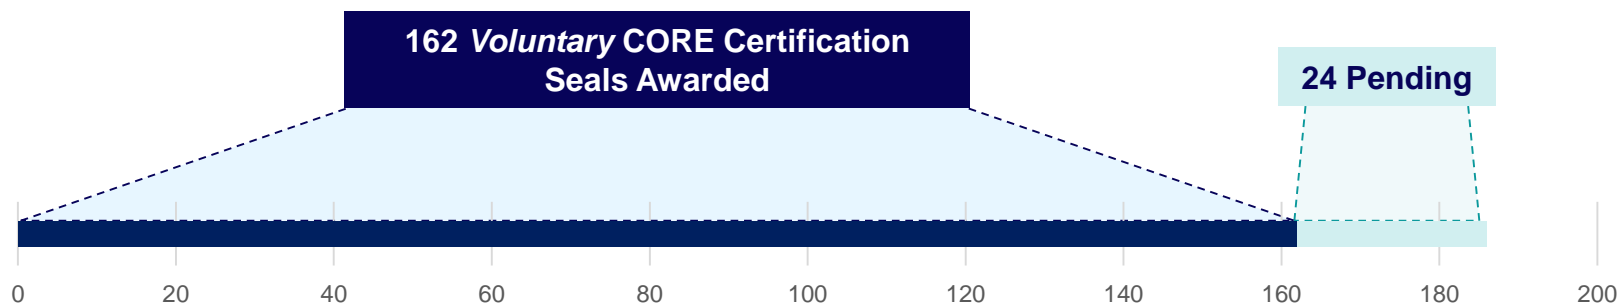 162 Voluntary CORE Certification
Seals Awarded
24 Pending
0 20 40 60 80 100 120 140 160 180 200